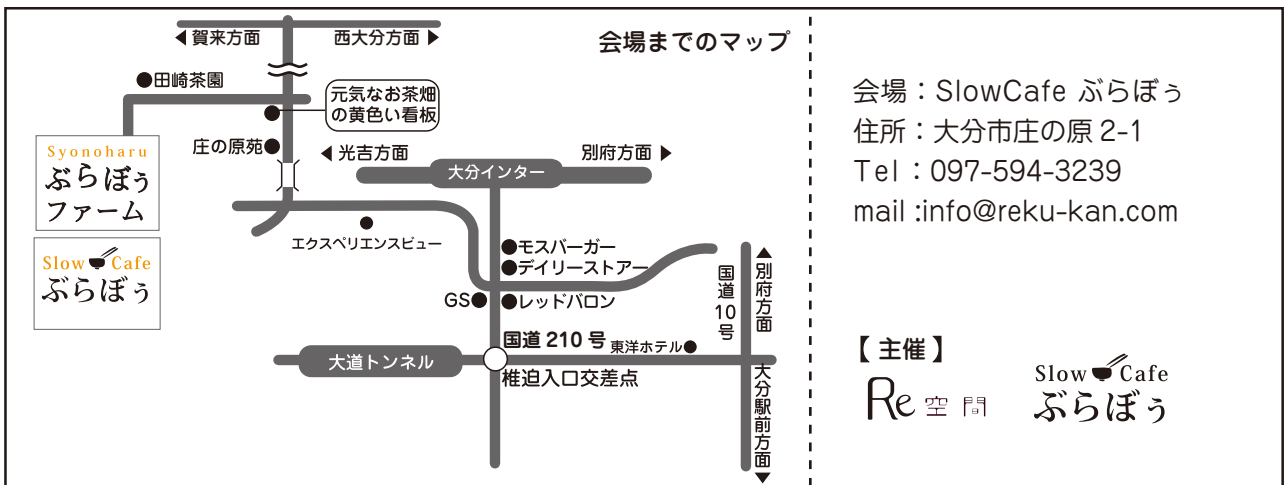 ◀ 賀来方面
西大分方面 ▶
会場までのマップ
●田崎茶園
元気なお茶畑
の黄色い看板
庄の原苑●
◀ 光吉方面
別府方面 ▶
大分インター
Syonoharu
ぶらぼぅ
ファーム
Slow Cafe
ぶらぼぅ
エクスペリエンスビュー
●モスバーガー
●デイリーストアー
GS●
●レッドバロン
国道10号
▲別府方面
国道 210 号
東洋ホテル●
大道トンネル
椎迫入口交差点
大分駅前方面▼
会場：SlowCafe ぶらぼぅ
住所：大分市庄の原 2-1
Tel：097-594-3239
mail :info@reku-kan.com
【 主催 】
Re 空間
Slow Cafe
ぶらぼぅ